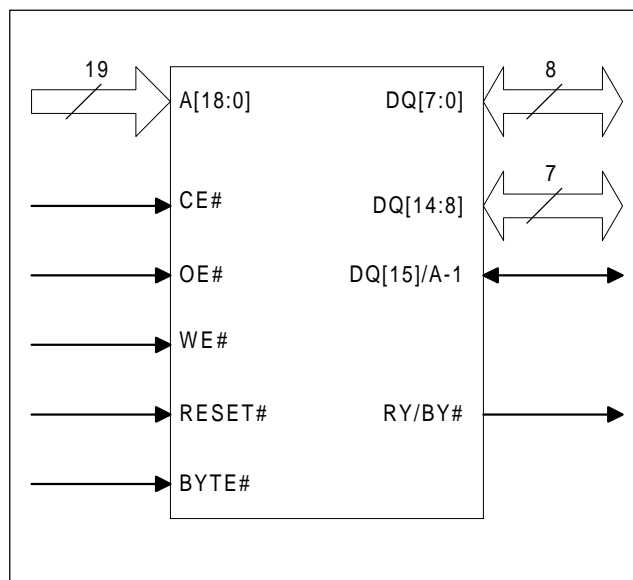 19
8
A[18:0]
DQ[7:0]
7
CE#
DQ[14:8]
OE#
DQ[15]/A-1
WE#
RESET#
RY/BY#
BYTE#